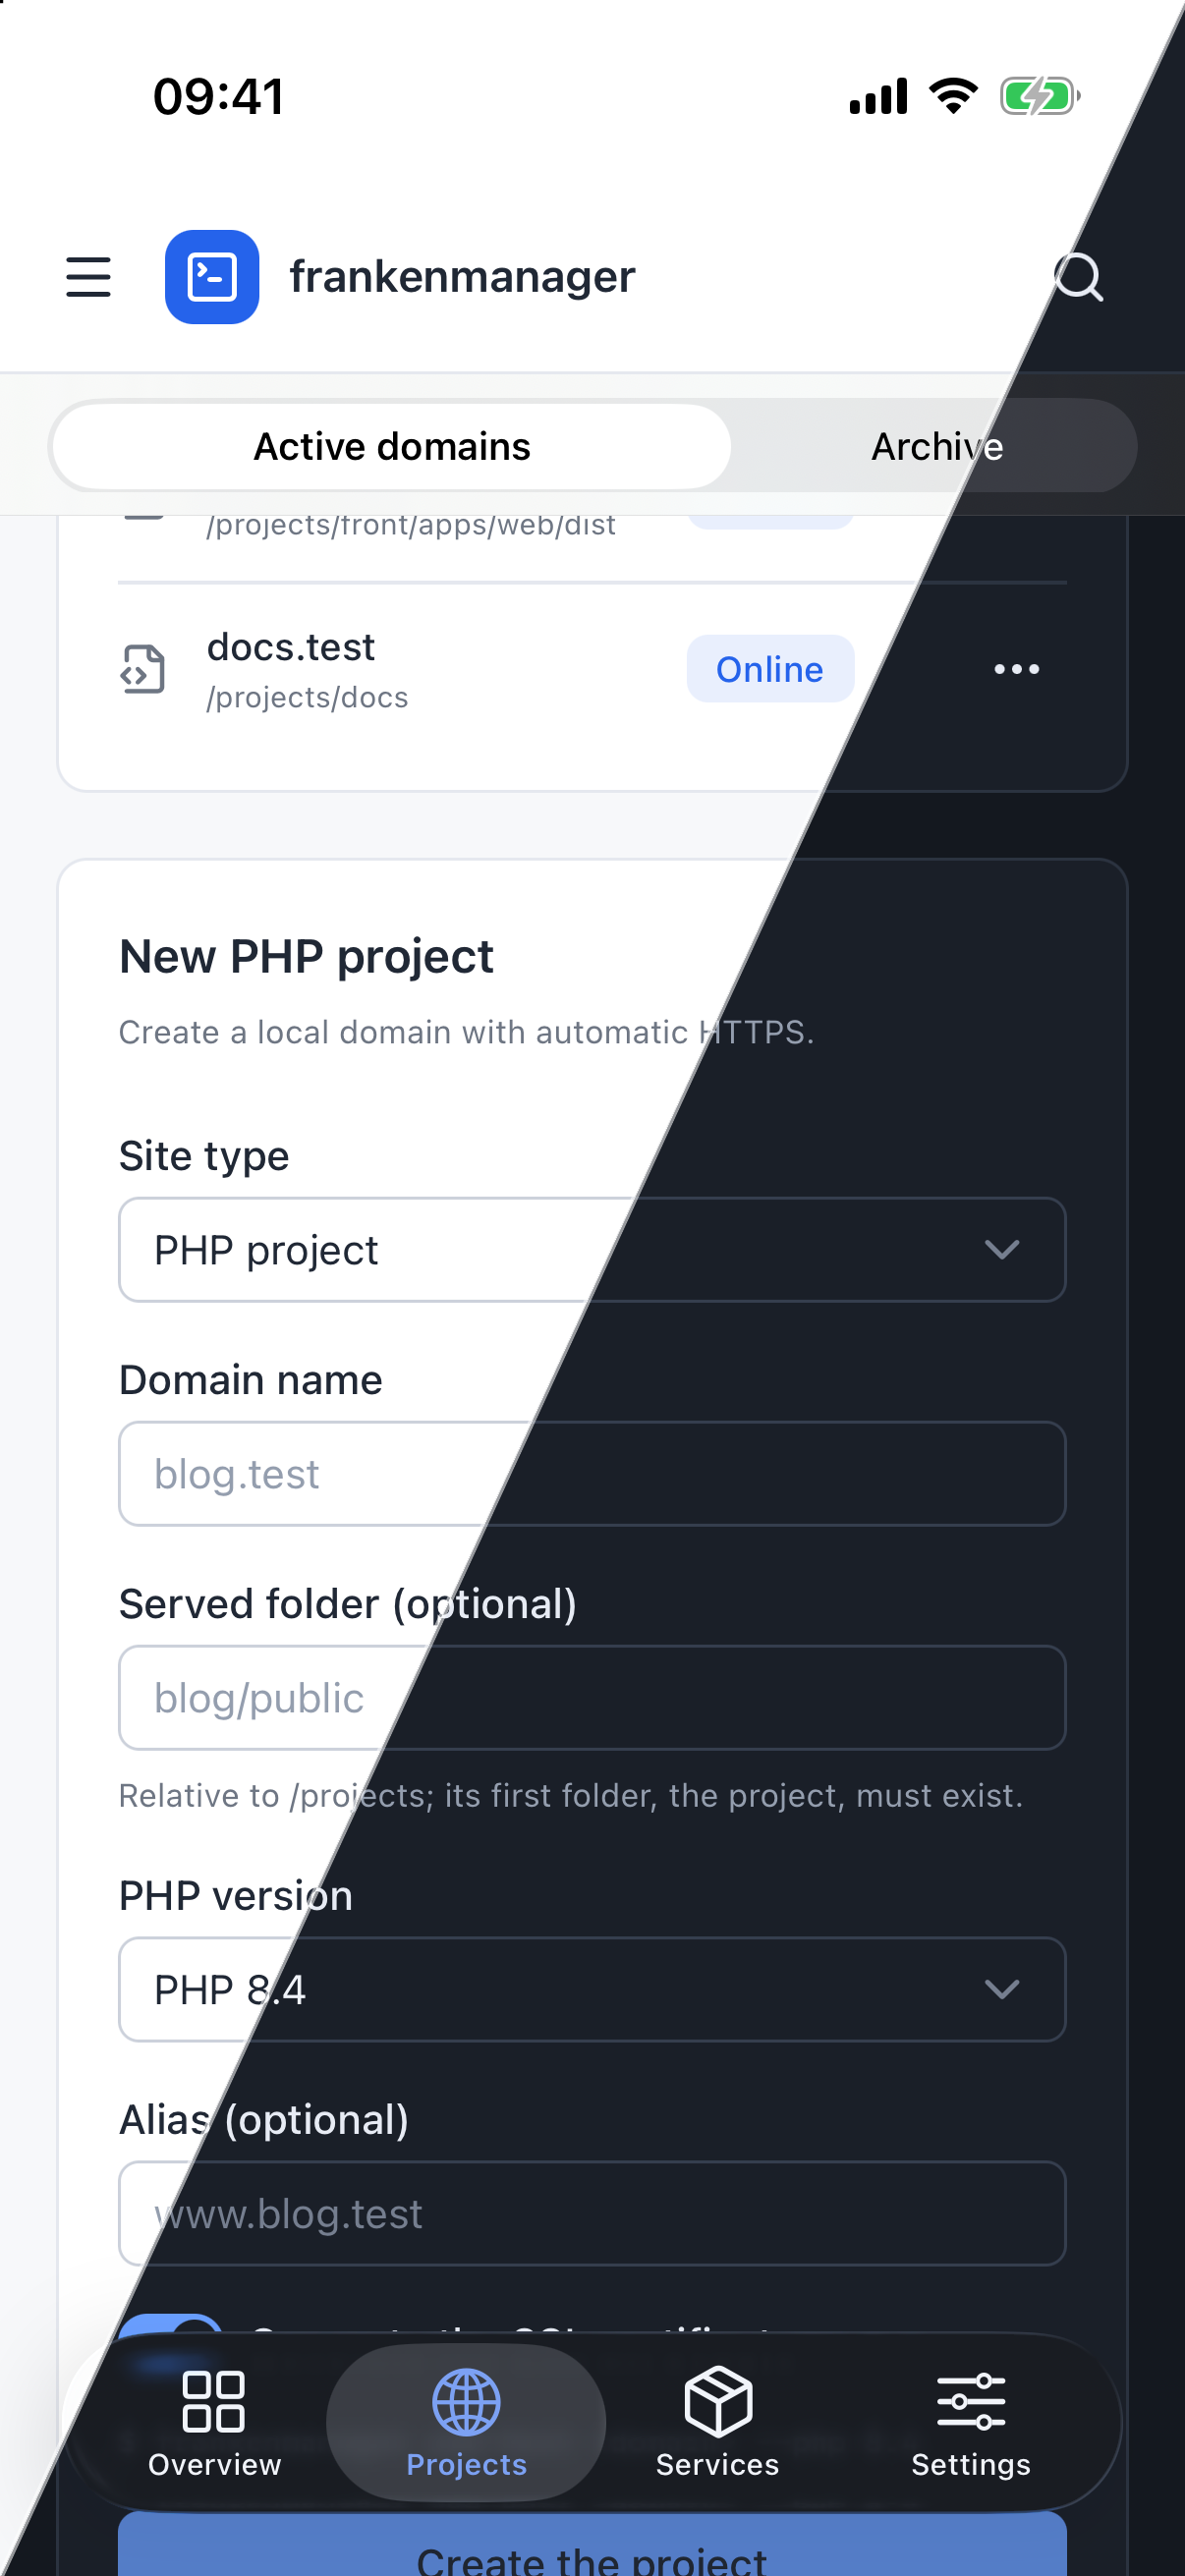 09:41
frankenmanager
Active domains
Archive
/projects/front/apps/web/dist
docs.test
/projects/docs
Online
New PHP project
Create a local domain with automatic HTTPS.
Site type
PHP project
Domain name
blog.test
Served folder (optional)
blog/public
Relative to /projects; its first folder, the project, must exist.
PHP version
PHP 8.4
Alias (optional)
www.blog.test
Overview
Projects
Services
Settings
Create the project